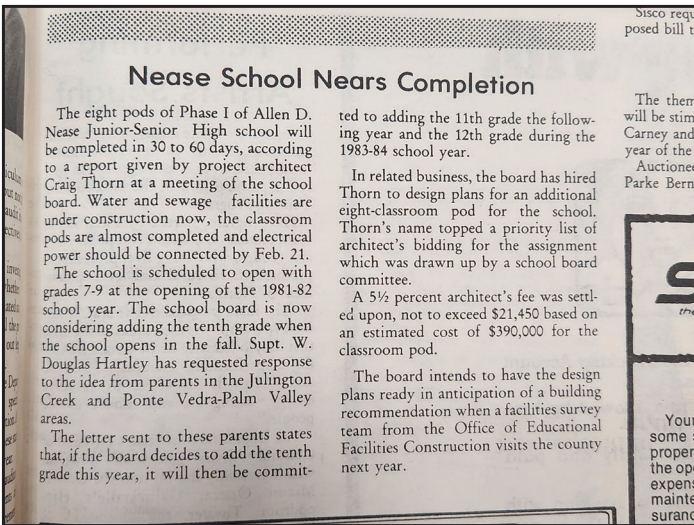 Nease School Nears Completion
The eight pods of Phase I of Allen D.
Nease Junior-Senior High school will
be completed in 30 to 60 days, according
to a report given by project architect
Craig Thorn at a meeting of the school
board. Water and sewage facilities are
under construction now, the classroom
pods are almost completed and electrical
power should be connected by Feb. 21.
The school is scheduled to open with
grades 7-9 at the opening of the 1981-82
school year. The school board is now
considering adding the tenth grade when
the school opens in the fall. Supt. W.
Douglas Hartley has requested response
to the idea from parents in the Julington
Creek and Ponte Vedra-Palm Valley
areas.
The letter sent to these parents states
that, if the board decides to add the tenth
grade this year, it will then be commit-
ted to adding the 11th grade the follow-
ing year and the 12th grade during the
1983-84 school year.
In related business, the board has hired
Thorn to design plans for an additional
eight-classroom pod for the school.
Thorn's name topped a priority list of
architect's bidding for the assignment
which was drawn up by a school board
committee.
A 5½ percent architect's fee was settl-
ed upon, not to exceed $21,450 based on
an estimated cost of $390,000 for the
classroom pod.
The board intends to have the design
plans ready in anticipation of a building
recommendation when a facilities survey
team from the Office of Educational
Facilities Construction visits the county
next year.
Sisco requ
posed bill t
The them
will be stim
Carney and
year of the
Auctionee
Parke Bern
S
the
Your
some s
proper
the op
expens
mainte
suranc